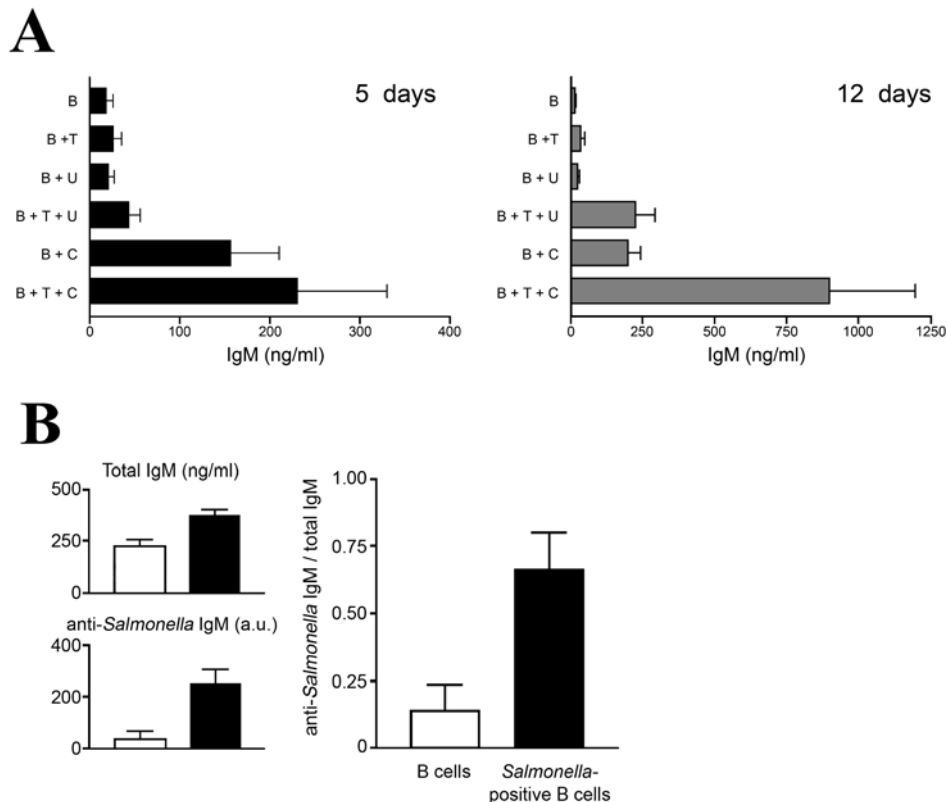 A
5 days
B
B +T
B + U
B + T + U
B + C
B + T + C
0 100 200 300 400
IgM (ng/ml)
12 days
B
B +T
B + U
B + T + U
B + C
B + T + C
0 250 500 750 1000 1250
IgM (ng/ml)
B
Total IgM (ng/ml)
500
250
0
anti-Salmonella IgM (a.u.)
400
200
0
anti-Salmonella IgM / total IgM
1.00
0.75
0.50
0.25
0
B cells
Salmonella-
positive B cells